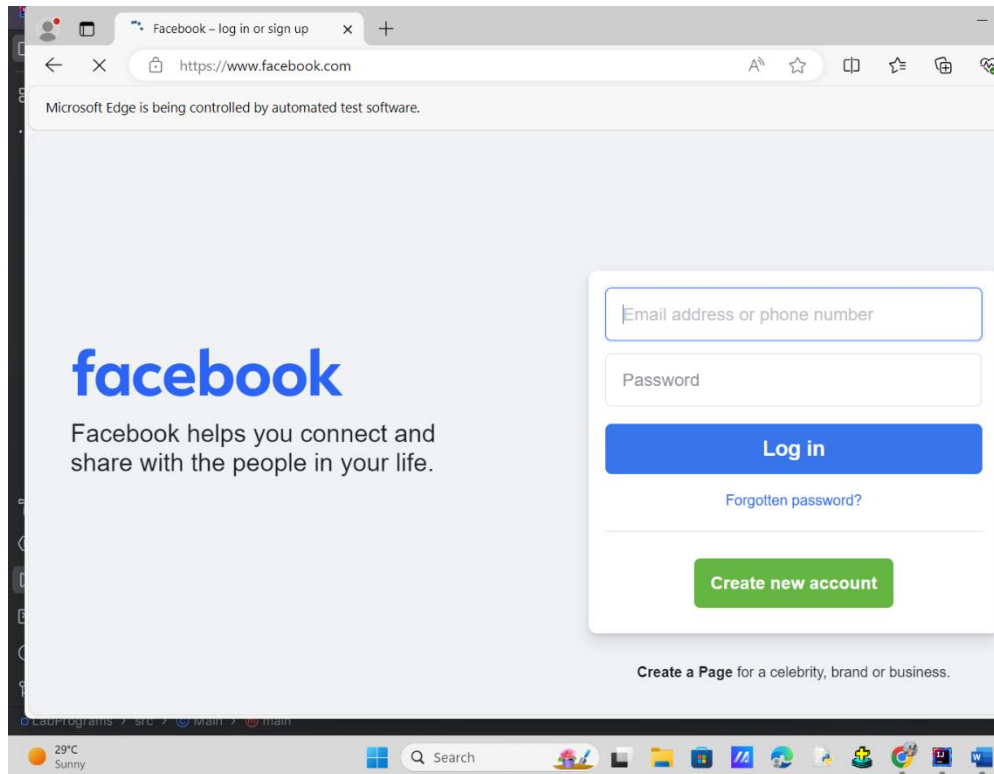 Facebook – log in or sign up
https://www.facebook.com
Microsoft Edge is being controlled by automated test software.
Email address or phone number
facebook
Password
Facebook helps you connect and
share with the people in your life.
Log in
Forgotten password?
Create new account
Create a Page for a celebrity, brand or business.
LabPrograms > src > Main > main
29°C
Sunny
Search